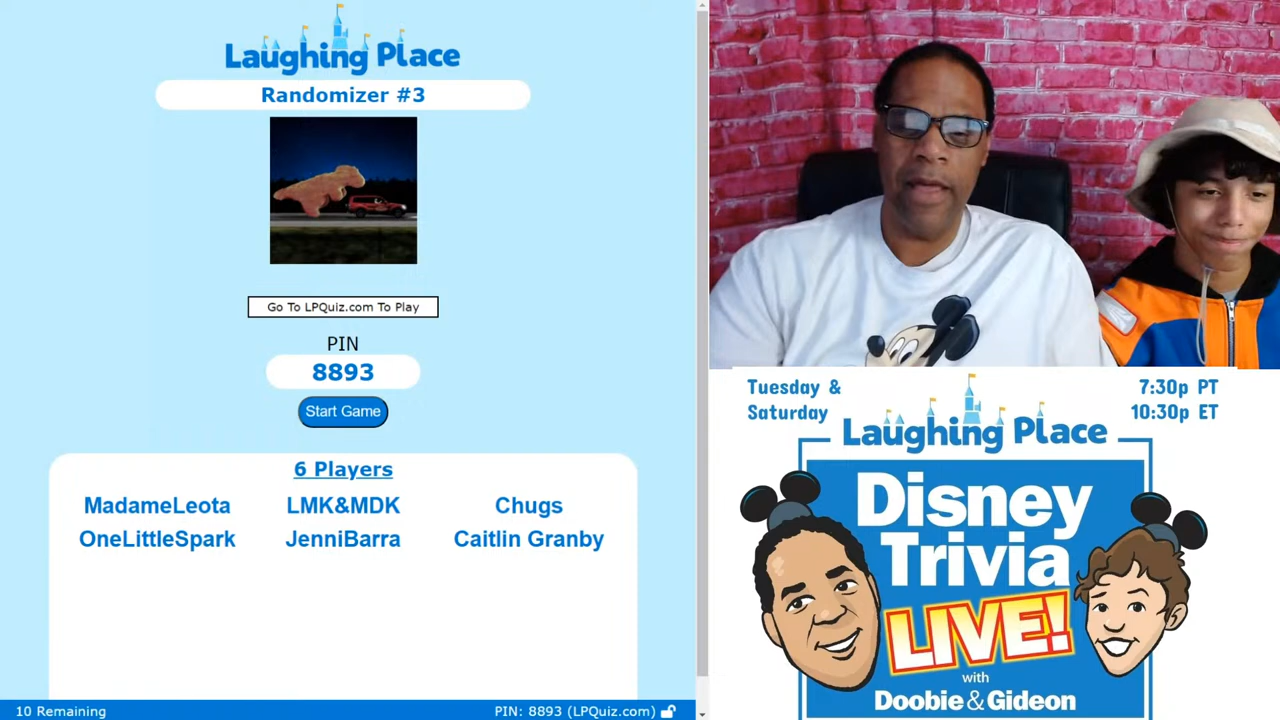 Laughing Place
Randomizer #3
Go To LPQuiz.com To Play
PIN
8893
Start Game
6 Players
MadameLeota LMK&MDK Chugs
OneLittleSpark JenniBarra Caitlin Granby
10 Remaining PIN: 8893 (LPQuiz.com)
Tuesday & 7:30p PT
Saturday 10:30p ET
Laughing Place
Disney
Trivia
LIVE!
with
Doobie & Gideon